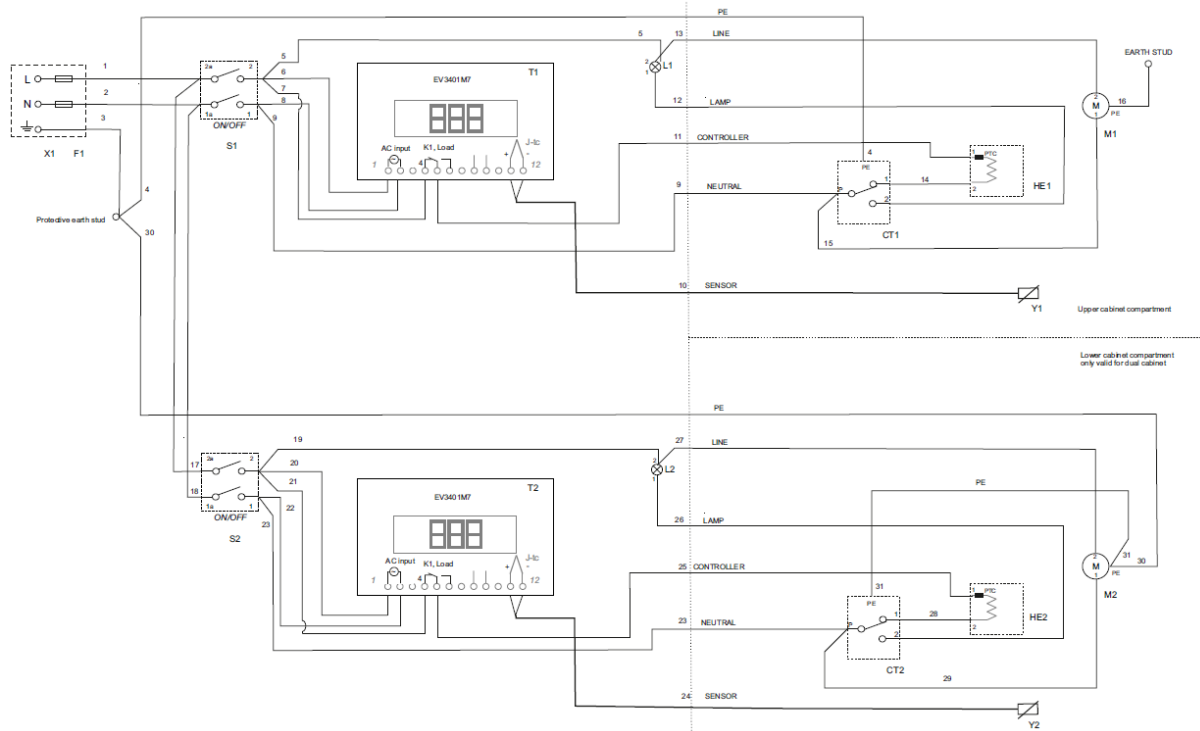 PE
5
13
LINE
EARTH STUD
1
5
2a
2
6
7
8
9
1a
1
ON/OFF
S1
L
N
2
3
X1
F1
T1
EV3401M7
888
AC input
K1, Load
J-tc
+
-
1
4
12
2
L1
1
12
LAMP
11
CONTROLLER
9
NEUTRAL
10
SENSOR
2
M
1
PE
16
M1
4
PE
P
1
2
CT1
14
1
PTC
2
HE1
15
Y1
Upper cabinet compartment
4
Protective earth stud
30
Lower cabinet compartment
only valid for dual cabinet
PE
19
27
LINE
17
2a
2
20
21
18
1a
1
22
23
ON/OFF
S2
T2
EV3401M7
888
AC input
K1, Load
J-tc
+
-
1
4
12
2
L2
1
26
LAMP
25
CONTROLLER
23
NEUTRAL
24
SENSOR
PE
2
M
1
PE
31
30
M2
31
PE
P
1
2
CT2
28
1
PTC
2
HE2
29
Y2